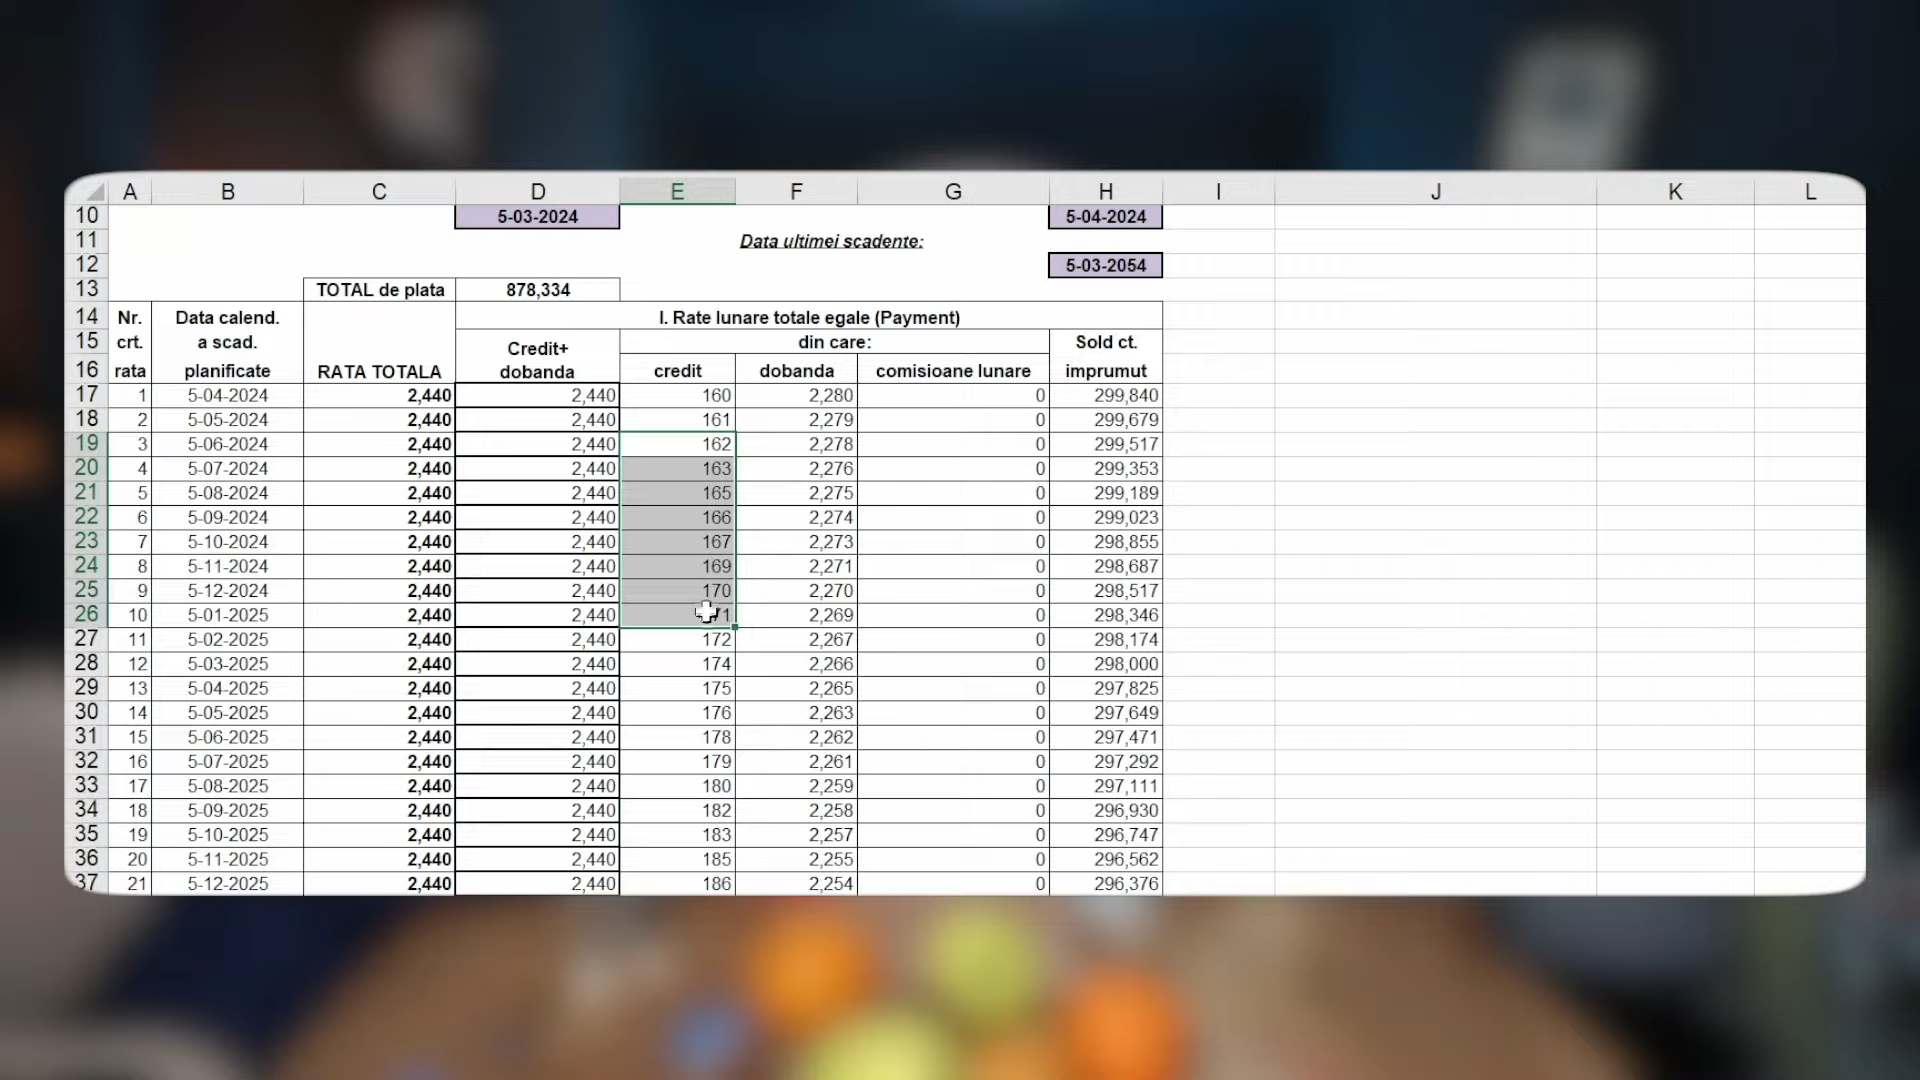 A B C D E F G H I J K L
10 5-03-2024 5-04-2024
11 Data ultimei scadente:
12 5-03-2054
13 TOTAL de plata 878,334
14 Nr. Data calend. I. Rate lunare totale egale (Payment)
15 crt. a scad. Credit+ din care: Sold ct.
16 rata planificate RATA TOTALA dobanda credit dobanda comisioane lunare imprumut
17 1 5-04-2024 2,440 2,440 160 2,280 0 299,840
18 2 5-05-2024 2,440 2,440 161 2,279 0 299,679
19 3 5-06-2024 2,440 2,440 162 2,278 0 299,517
20 4 5-07-2024 2,440 2,440 163 2,276 0 299,353
21 5 5-08-2024 2,440 2,440 165 2,275 0 299,189
22 6 5-09-2024 2,440 2,440 166 2,274 0 299,023
23 7 5-10-2024 2,440 2,440 167 2,273 0 298,855
24 8 5-11-2024 2,440 2,440 169 2,271 0 298,687
25 9 5-12-2024 2,440 2,440 170 2,270 0 298,517
26 10 5-01-2025 2,440 2,440 2,269 0 298,346
27 11 5-02-2025 2,440 2,440 172 2,267 0 298,174
28 12 5-03-2025 2,440 2,440 174 2,266 0 298,000
29 13 5-04-2025 2,440 2,440 175 2,265 0 297,825
30 14 5-05-2025 2,440 2,440 176 2,263 0 297,649
31 15 5-06-2025 2,440 2,440 178 2,262 0 297,471
32 16 5-07-2025 2,440 2,440 179 2,261 0 297,292
33 17 5-08-2025 2,440 2,440 180 2,259 0 297,111
34 18 5-09-2025 2,440 2,440 182 2,258 0 296,930
35 19 5-10-2025 2,440 2,440 183 2,257 0 296,747
36 20 5-11-2025 2,440 2,440 185 2,255 0 296,562
37 21 5-12-2025 2,440 2,440 186 2,254 0 296,376